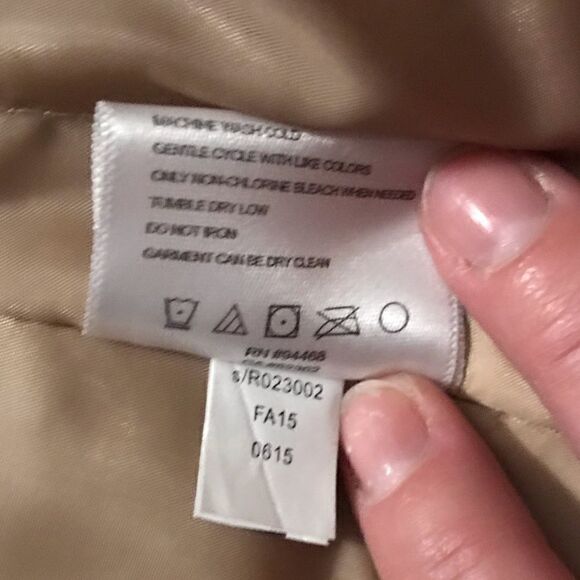 MACHINE WASH COLD
GENTLE CYCLE WITH LIKE COLORS
ONLY NON-CHLORINE BLEACH WHEN NEEDED
TUMBLE DRY LOW
DO NOT IRON
GARMENT CAN BE DRY CLEAN
RN #94468
s/R023002
FA15
0615